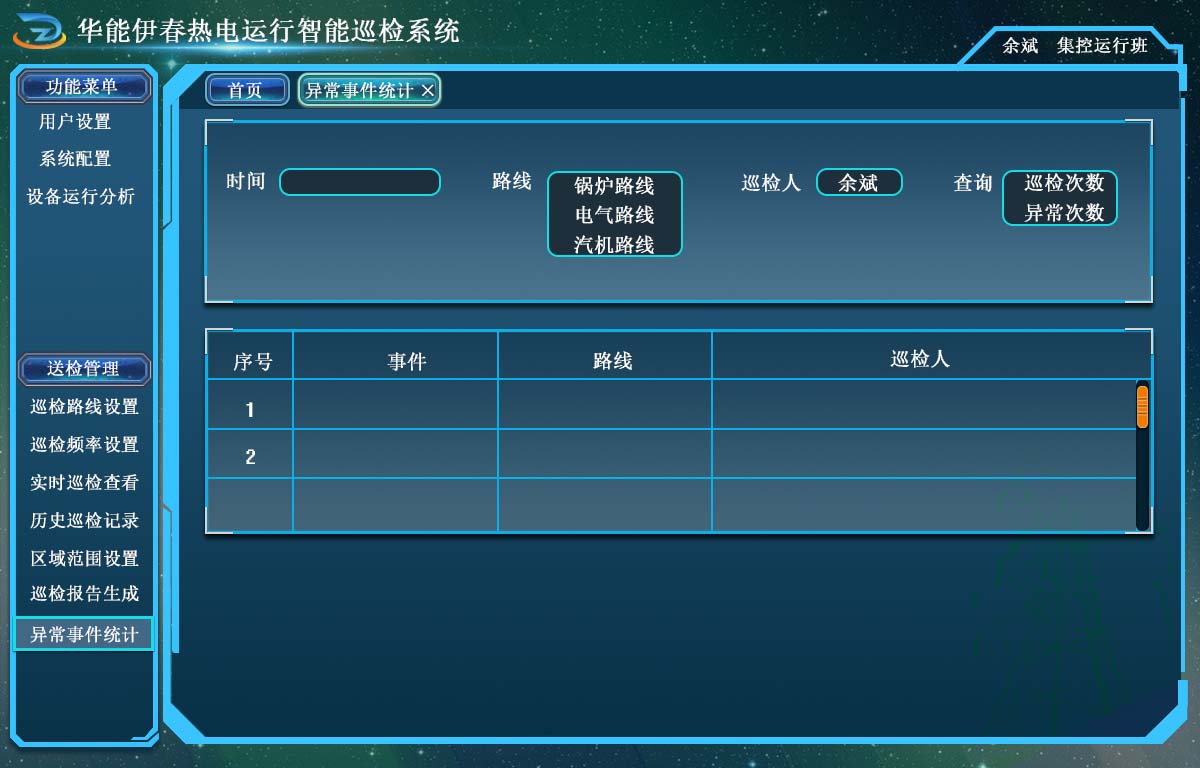 华能伊春热电运行智能巡检系统
余斌 集控运行班
功能菜单
用户设置
系统配置
设备运行分析
送检管理
巡检路线设置
巡检频率设置
实时巡检查看
历史巡检记录
区域范围设置
巡检报告生成
异常事件统计
首页 异常事件统计 ×
时间 路线 锅炉路线 巡检人 余斌 查询 巡检次数
电气路线 异常次数
汽机路线
序号 事件 路线 巡检人
1
2